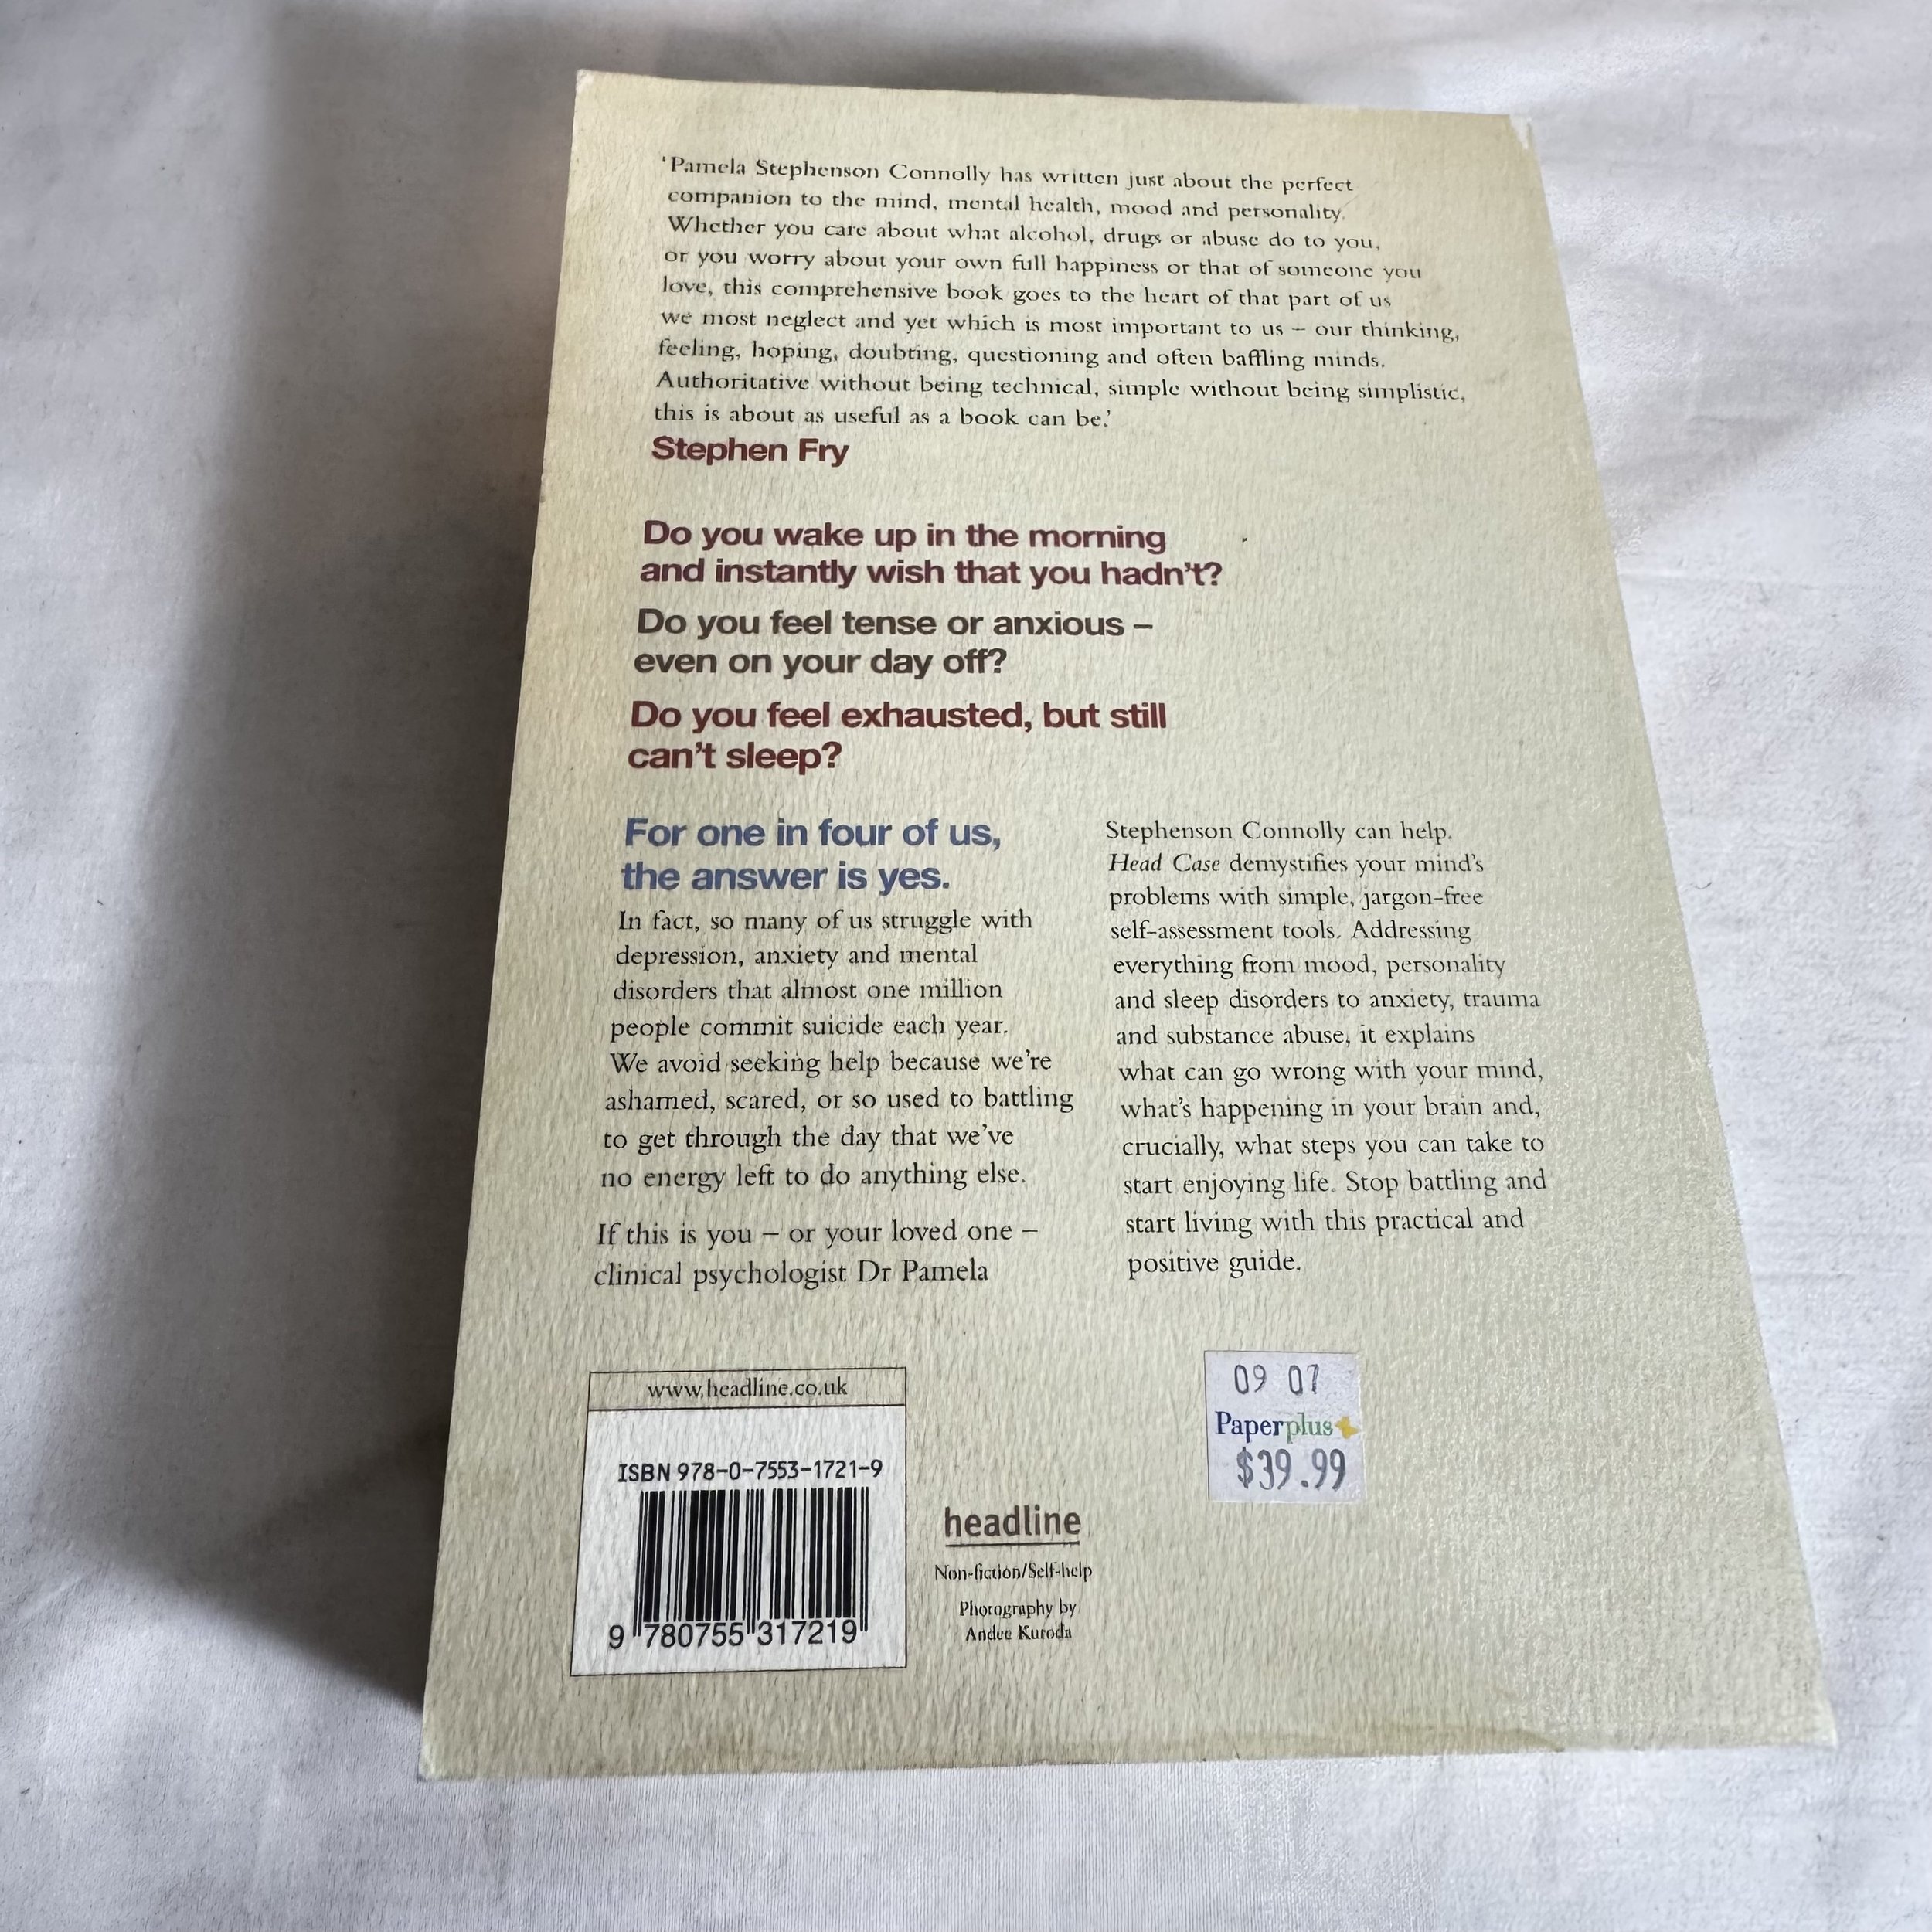 'Pamela Stephenson Connolly has written just about the perfect
companion to the mind, mental health, mood and personality.
Whether you care about what alcohol, drugs or abuse do to you,
or you worry about your own full happiness or that of someone you
love, this comprehensive book goes to the heart of that part of us
we most neglect and yet which is most important to us – our thinking,
feeling, hoping, doubting, questioning and often baffling minds.
Authoritative without being technical, simple without being simplistic,
this is about as useful as a book can be.'
Stephen Fry
Do you wake up in the morning
and instantly wish that you hadn't?
Do you feel tense or anxious –
even on your day off?
Do you feel exhausted, but still
can't sleep?
For one in four of us,
the answer is yes.
In fact, so many of us struggle with
depression, anxiety and mental
disorders that almost one million
people commit suicide each year.
We avoid seeking help because we're
ashamed, scared, or so used to battling
to get through the day that we've
no energy left to do anything else.
If this is you – or your loved one –
clinical psychologist Dr Pamela
Stephenson Connolly can help.
Head Case demystifies your mind's
problems with simple, jargon-free
self-assessment tools. Addressing
everything from mood, personality
and sleep disorders to anxiety, trauma
and substance abuse, it explains
what can go wrong with your mind,
what's happening in your brain and,
crucially, what steps you can take to
start enjoying life. Stop battling and
start living with this practical and
positive guide.
www.headline.co.uk
ISBN 978-0-7553-1721-9
9 780755 317219
headline
Non-fiction/Self-help
Photography by
Andee Kuroda
09 07
Paperplus
$39.99